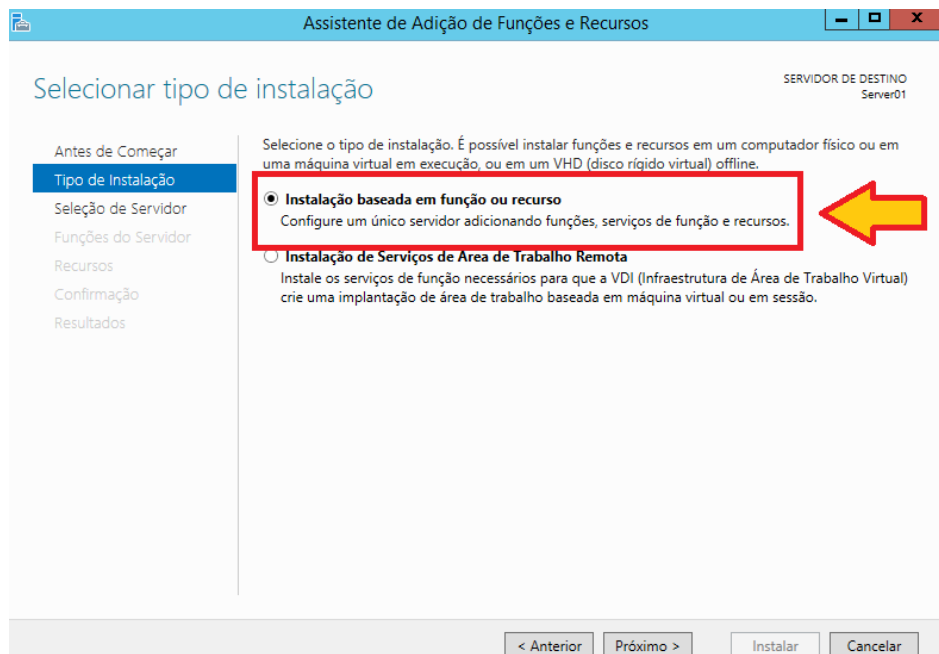 Assistente de Adição de Funções e Recursos
Selecionar tipo de instalação
SERVIDOR DE DESTINO
Server01
Antes de Começar
Tipo de Instalação
Seleção de Servidor
Funções do Servidor
Recursos
Confirmação
Resultados
Selecione o tipo de instalação. É possível instalar funções e recursos em um computador físico ou em
uma máquina virtual em execução, ou em um VHD (disco rígido virtual) offline.
Instalação baseada em função ou recurso
Configure um único servidor adicionando funções, serviços de função e recursos.
Instalação de Serviços de Área de Trabalho Remota
Instale os serviços de função necessários para que a VDI (Infraestrutura de Área de Trabalho Virtual)
crie uma implantação de área de trabalho baseada em máquina virtual ou em sessão.
< Anterior
Próximo >
Instalar
Cancelar